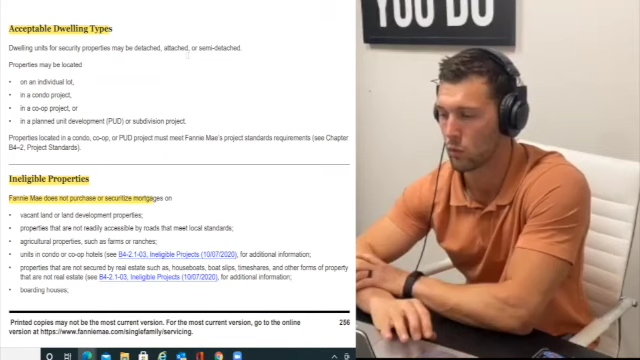 YOU DO
Acceptable Dwelling Types
Dwelling units for security properties may be detached, attached, or semi-detached.
Properties may be located
• on an individual lot,
• in a condo project,
• in a co-op project, or
• in a planned unit development (PUD) or subdivision project.
Properties located in a condo, co-op, or PUD project must meet Fannie Mae's project standards requirements (see Chapter
B4–2, Project Standards).
Ineligible Properties
Fannie Mae does not purchase or securitize mortgages on
• vacant land or land development properties;
• properties that are not readily accessible by roads that meet local standards;
• agricultural properties, such as farms or ranches;
• units in condo or co-op hotels (see B4-2.1-03, Ineligible Projects (10/07/2020), for additional information;
• properties that are not secured by real estate such as, houseboats, boat slips, timeshares, and other forms of property
that are not real estate (see B4-2.1-03, Ineligible Projects (10/07/2020), for additional information;
• boarding houses;
Printed copies may not be the most current version. For the most current version, go to the online
version at https://www.fanniemae.com/singlefamily/servicing.
256